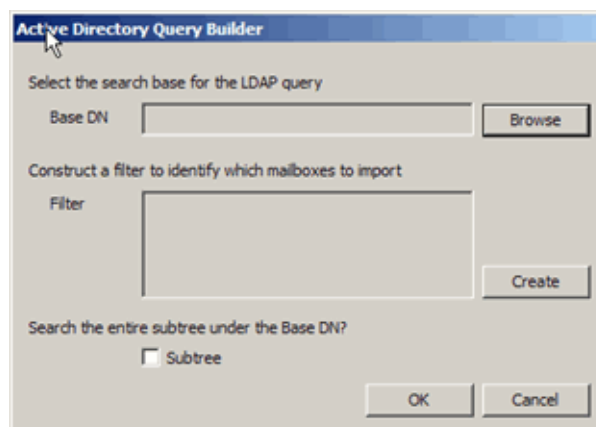 Active Directory Query Builder
Select the search base for the LDAP query
Base DN
Browse
Construct a filter to identify which mailboxes to import
Filter
Create
Search the entire subtree under the Base DN?
Subtree
OK
Cancel